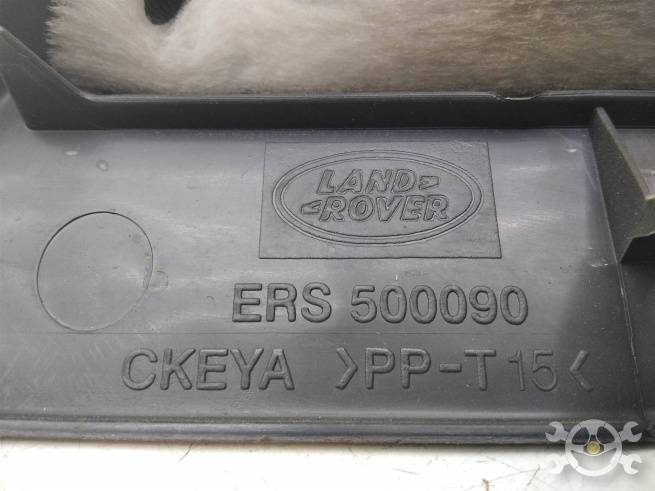 LAND
ROVER
ERS 500090
CKEYA >PP-T15<